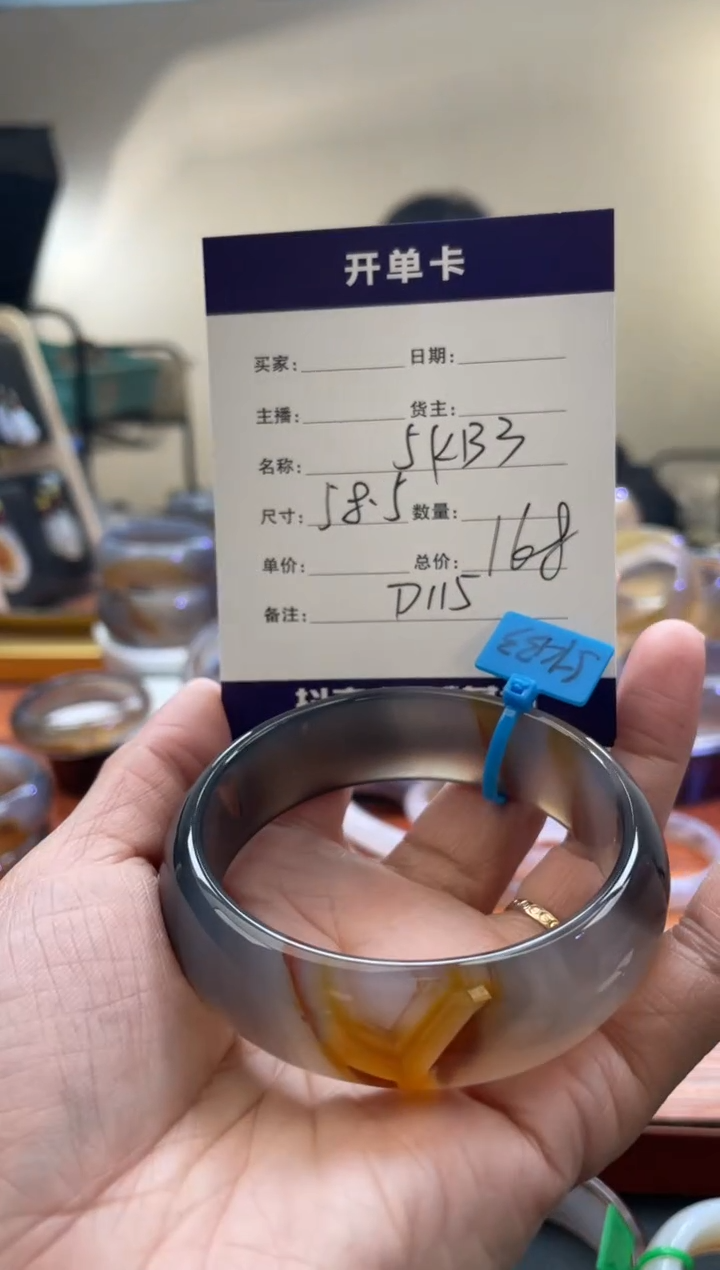 开单卡
买家: 日期:
主播: 货主:
名称: 5KB3
尺寸: 58.5 数量:
单价: 总价: 168
备注: D115
5KB3